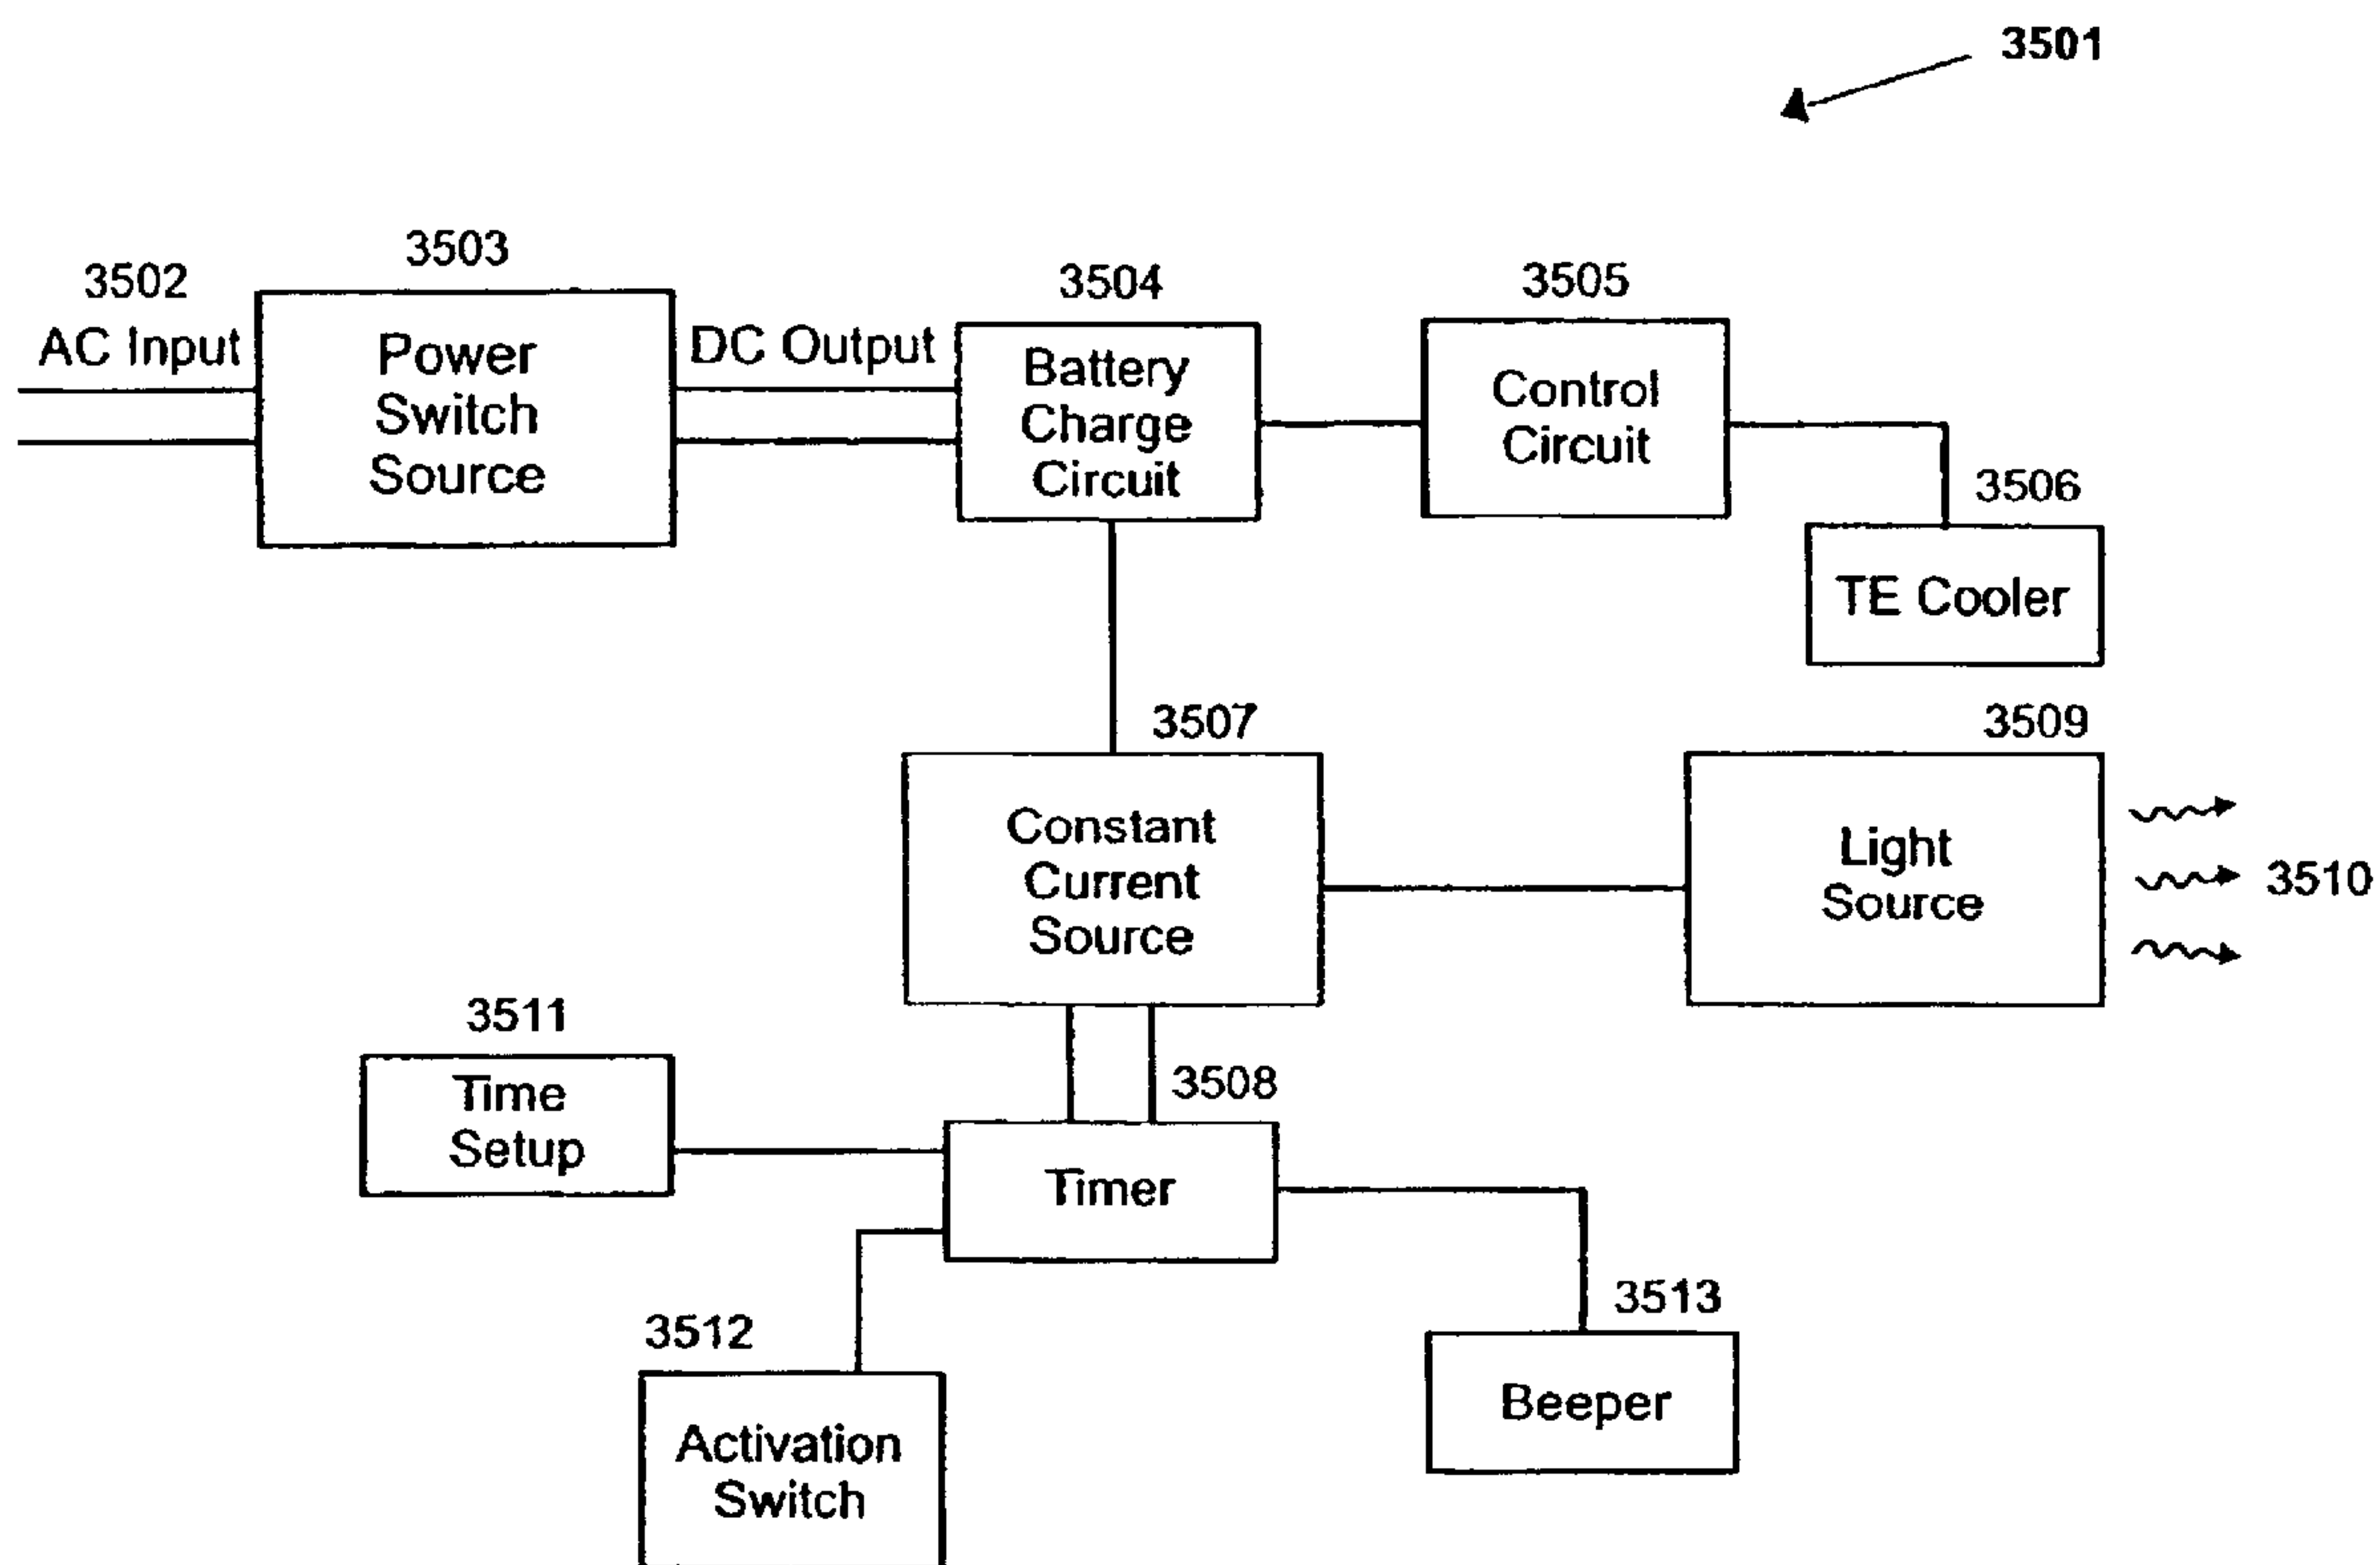 3501
3502
AC Input
3503
Power
Switch
Source
DC Output
3504
Battery
Charge
Circuit
3505
Control
Circuit
3506
TE Cooler
3507
Constant
Current
Source
3509
Light
Source
3510
3511
Time
Setup
3508
Timer
3512
Activation
Switch
3513
Beeper